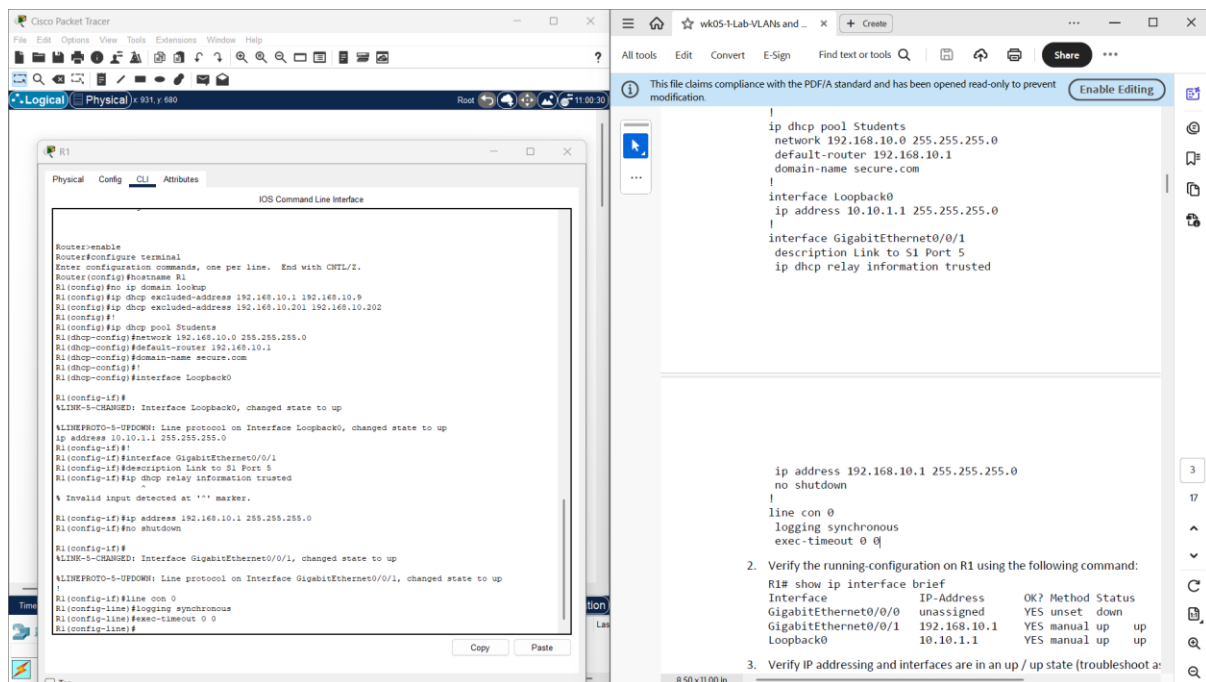 Cisco Packet Tracer
File Edit Options View Tools Extensions Window Help
?
Logical Physical x: 931, y: 680 Root 11:00:30
R1
Physical Config CLI Attributes
IOS Command Line Interface
Router>enable
Router#configure terminal
Enter configuration commands, one per line. End with CNTL/Z.
Router(config)#hostname R1
R1(config)#no ip domain lookup
R1(config)#ip dhcp excluded-address 192.168.10.1 192.168.10.9
R1(config)#ip dhcp excluded-address 192.168.10.201 192.168.10.202
R1(config)#!
R1(config)#ip dhcp pool Students
R1(dhcp-config)#network 192.168.10.0 255.255.255.0
R1(dhcp-config)#default-router 192.168.10.1
R1(dhcp-config)#domain-name secure.com
R1(dhcp-config)#!
R1(dhcp-config)#interface Loopback0
R1(config-if)#
%LINK-5-CHANGED: Interface Loopback0, changed state to up
%LINEPROTO-5-UPDOWN: Line protocol on Interface Loopback0, changed state to up
ip address 10.10.1.1 255.255.255.0
R1(config-if)#!
R1(config-if)#interface GigabitEthernet0/0/1
R1(config-if)#description Link to S1 Port 5
R1(config-if)#ip dhcp relay information trusted
^
% Invalid input detected at '^' marker.
R1(config-if)#ip address 192.168.10.1 255.255.255.0
R1(config-if)#no shutdown
R1(config-if)#
%LINK-5-CHANGED: Interface GigabitEthernet0/0/1, changed state to up
%LINEPROTO-5-UPDOWN: Line protocol on Interface GigabitEthernet0/0/1, changed state to up
!
R1(config-if)#line con 0
R1(config-line)#logging synchronous
R1(config-line)#exec-timeout 0 0
R1(config-line)#
Copy Paste
Time
tion
Las
wk05-1-Lab-VLANs and ... + Create
All tools Edit Convert E-Sign Find text or tools Share
This file claims compliance with the PDF/A standard and has been opened read-only to prevent
modification.
Enable Editing
!
ip dhcp pool Students
network 192.168.10.0 255.255.255.0
default-router 192.168.10.1
domain-name secure.com
!
interface Loopback0
ip address 10.10.1.1 255.255.255.0
!
interface GigabitEthernet0/0/1
description Link to S1 Port 5
ip dhcp relay information trusted
ip address 192.168.10.1 255.255.255.0
no shutdown
!
line con 0
logging synchronous
exec-timeout 0 0
2. Verify the running-configuration on R1 using the following command:
R1# show ip interface brief
Interface IP-Address OK? Method Status
GigabitEthernet0/0/0 unassigned YES unset down
GigabitEthernet0/0/1 192.168.10.1 YES manual up up
Loopback0 10.10.1.1 YES manual up up
3. Verify IP addressing and interfaces are in an up / up state (troubleshoot as
8.50 x 11.00 in
3
17